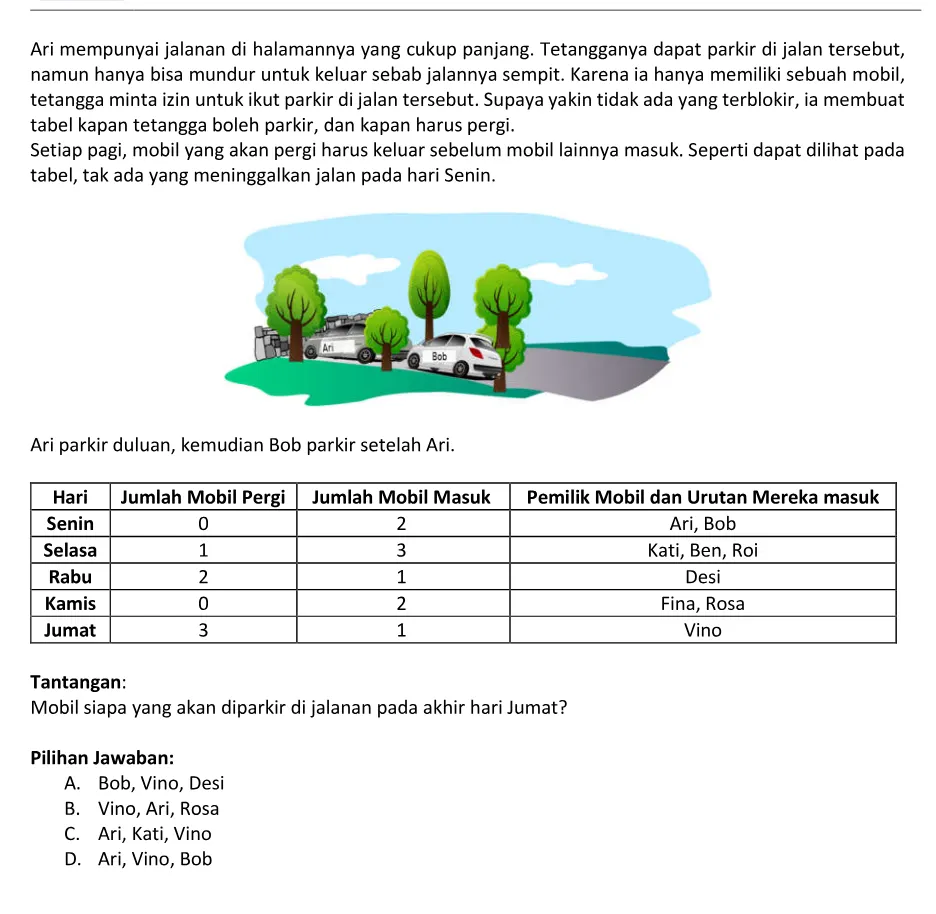 Ari mempunyai jalanan di halamannya yang cukup panjang. Tetangganya dapat parkir di jalan tersebut,
namun hanya bisa mundur untuk keluar sebab jalannya sempit. Karena ia hanya memiliki sebuah mobil,
tetangga minta izin untuk ikut parkir di jalan tersebut. Supaya yakin tidak ada yang terblokir, ia membuat
tabel kapan tetangga boleh parkir, dan kapan harus pergi.
Setiap pagi, mobil yang akan pergi harus keluar sebelum mobil lainnya masuk. Seperti dapat dilihat pada
tabel, tak ada yang meninggalkan jalan pada hari Senin.
Ari
Bob
Ari parkir duluan, kemudian Bob parkir setelah Ari.
Hari Jumlah Mobil Pergi Jumlah Mobil Masuk Pemilik Mobil dan Urutan Mereka masuk
Senin 0 2 Ari, Bob
Selasa 1 3 Kati, Ben, Roi
Rabu 2 1 Desi
Kamis 0 2 Fina, Rosa
Jumat 3 1 Vino
Tantangan:
Mobil siapa yang akan diparkir di jalanan pada akhir hari Jumat?
Pilihan Jawaban:
A. Bob, Vino, Desi
B. Vino, Ari, Rosa
C. Ari, Kati, Vino
D. Ari, Vino, Bob